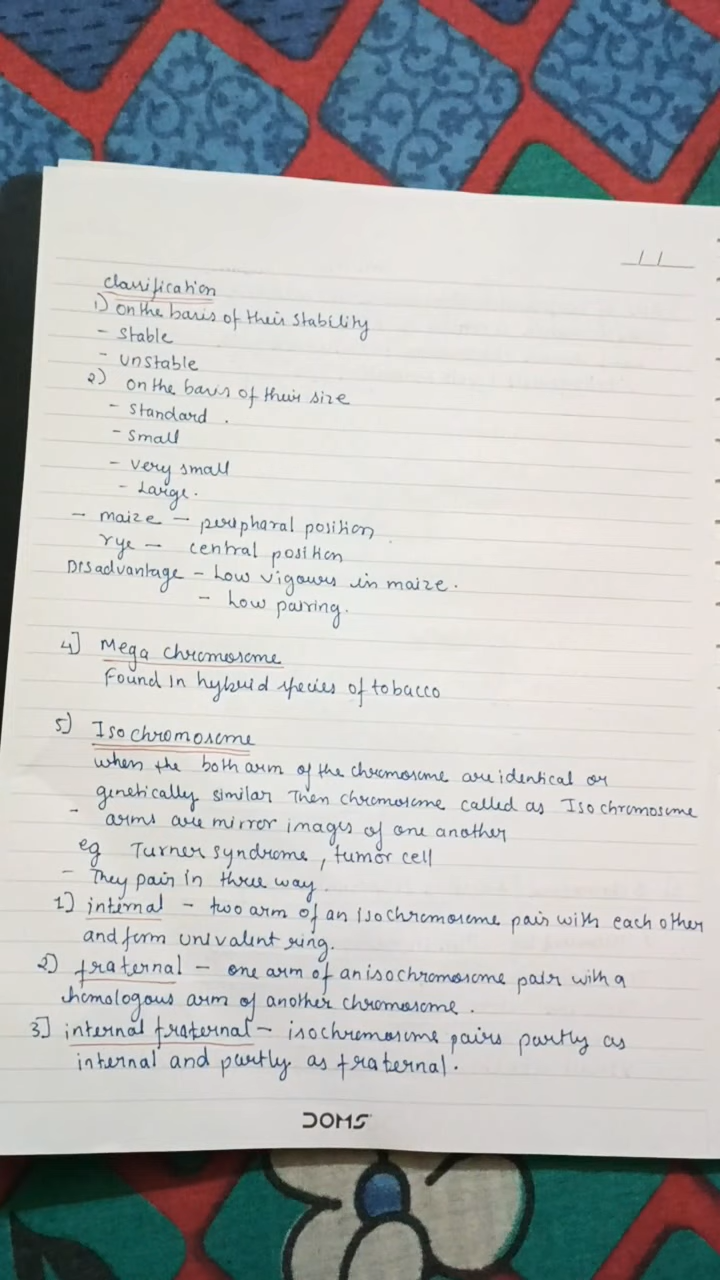 classification
1) on the basis of their stability
- stable
- unstable
2) on the basis of their size
- standard .
- small
- very small
- Large.
- maize - peripharal position
rye - central position
Disadvantage - Low vigours in maize.
- Low pairing.
4] Mega chromosome
Found in hybrid species of tobacco
5) Iso chromosome
when the both arm of the chromosome are identical or
genetically similar Then chromosome called as Iso chromosome
- arms are mirror images of one another
eg Turner syndrome, tumor cell
- They pair in three way.
1] internal - two arm of an isochromosome pair with each other
and form univalent ring.
2) fraternal - one arm of an isochromosome pair with a
homologous arm of another chromosome.
3] internal fraternal - isochromosome pairs partly as
internal and partly as fraternal.
DOMS